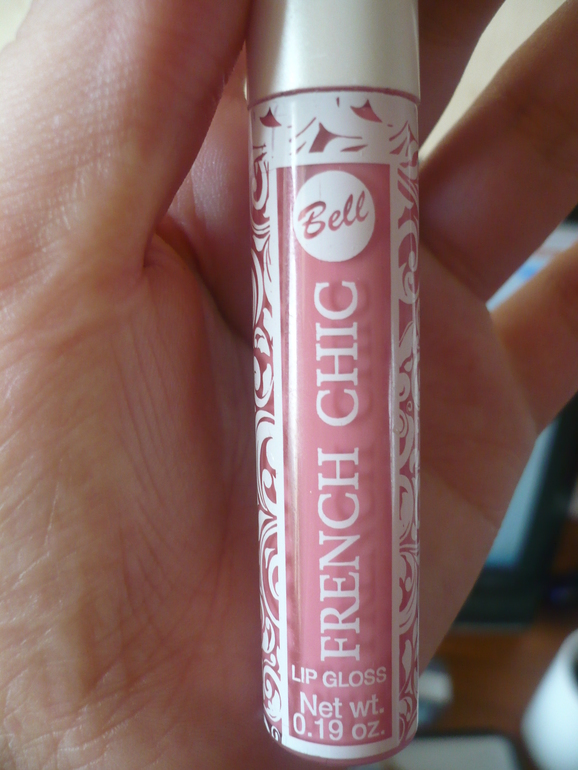 Bell
FRENCH CHIC
LIP GLOSS
Net wt.
0.19 oz.